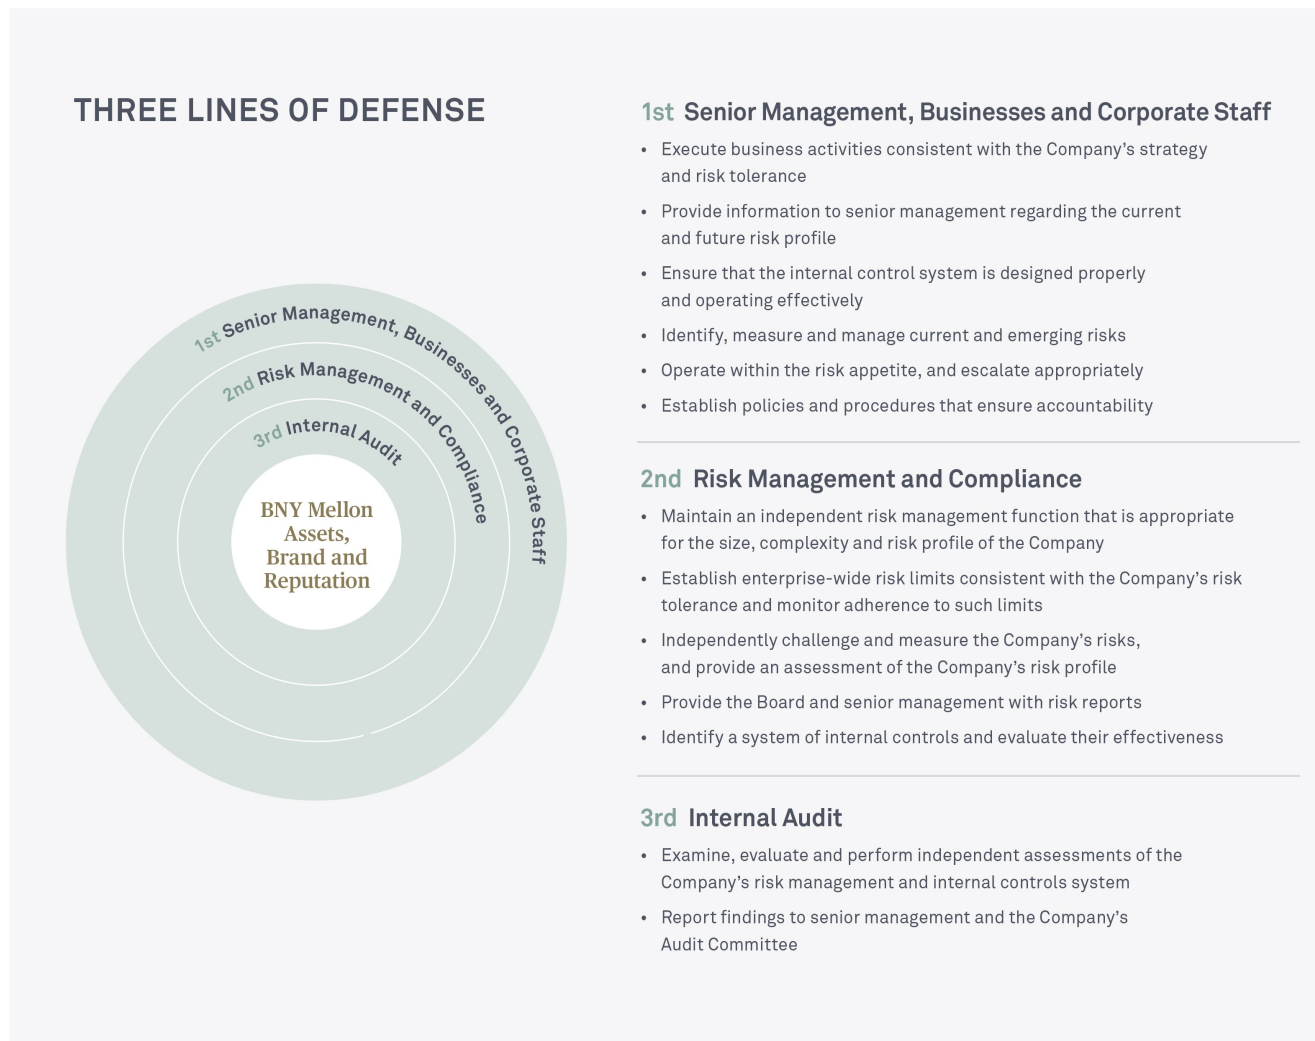 THREE LINES OF DEFENSE
1st Senior Management, Businesses and Corporate Staff
2nd Risk Management and Compliance
3rd Internal Audit
BNY Mellon
Assets,
Brand and
Reputation
1st Senior Management, Businesses and Corporate Staff
• Execute business activities consistent with the Company’s strategy
and risk tolerance
• Provide information to senior management regarding the current
and future risk profile
• Ensure that the internal control system is designed properly
and operating effectively
• Identify, measure and manage current and emerging risks
• Operate within the risk appetite, and escalate appropriately
• Establish policies and procedures that ensure accountability
2nd Risk Management and Compliance
• Maintain an independent risk management function that is appropriate
for the size, complexity and risk profile of the Company
• Establish enterprise-wide risk limits consistent with the Company’s risk
tolerance and monitor adherence to such limits
• Independently challenge and measure the Company’s risks,
and provide an assessment of the Company’s risk profile
• Provide the Board and senior management with risk reports
• Identify a system of internal controls and evaluate their effectiveness
3rd Internal Audit
• Examine, evaluate and perform independent assessments of the
Company’s risk management and internal controls system
• Report findings to senior management and the Company’s
Audit Committee